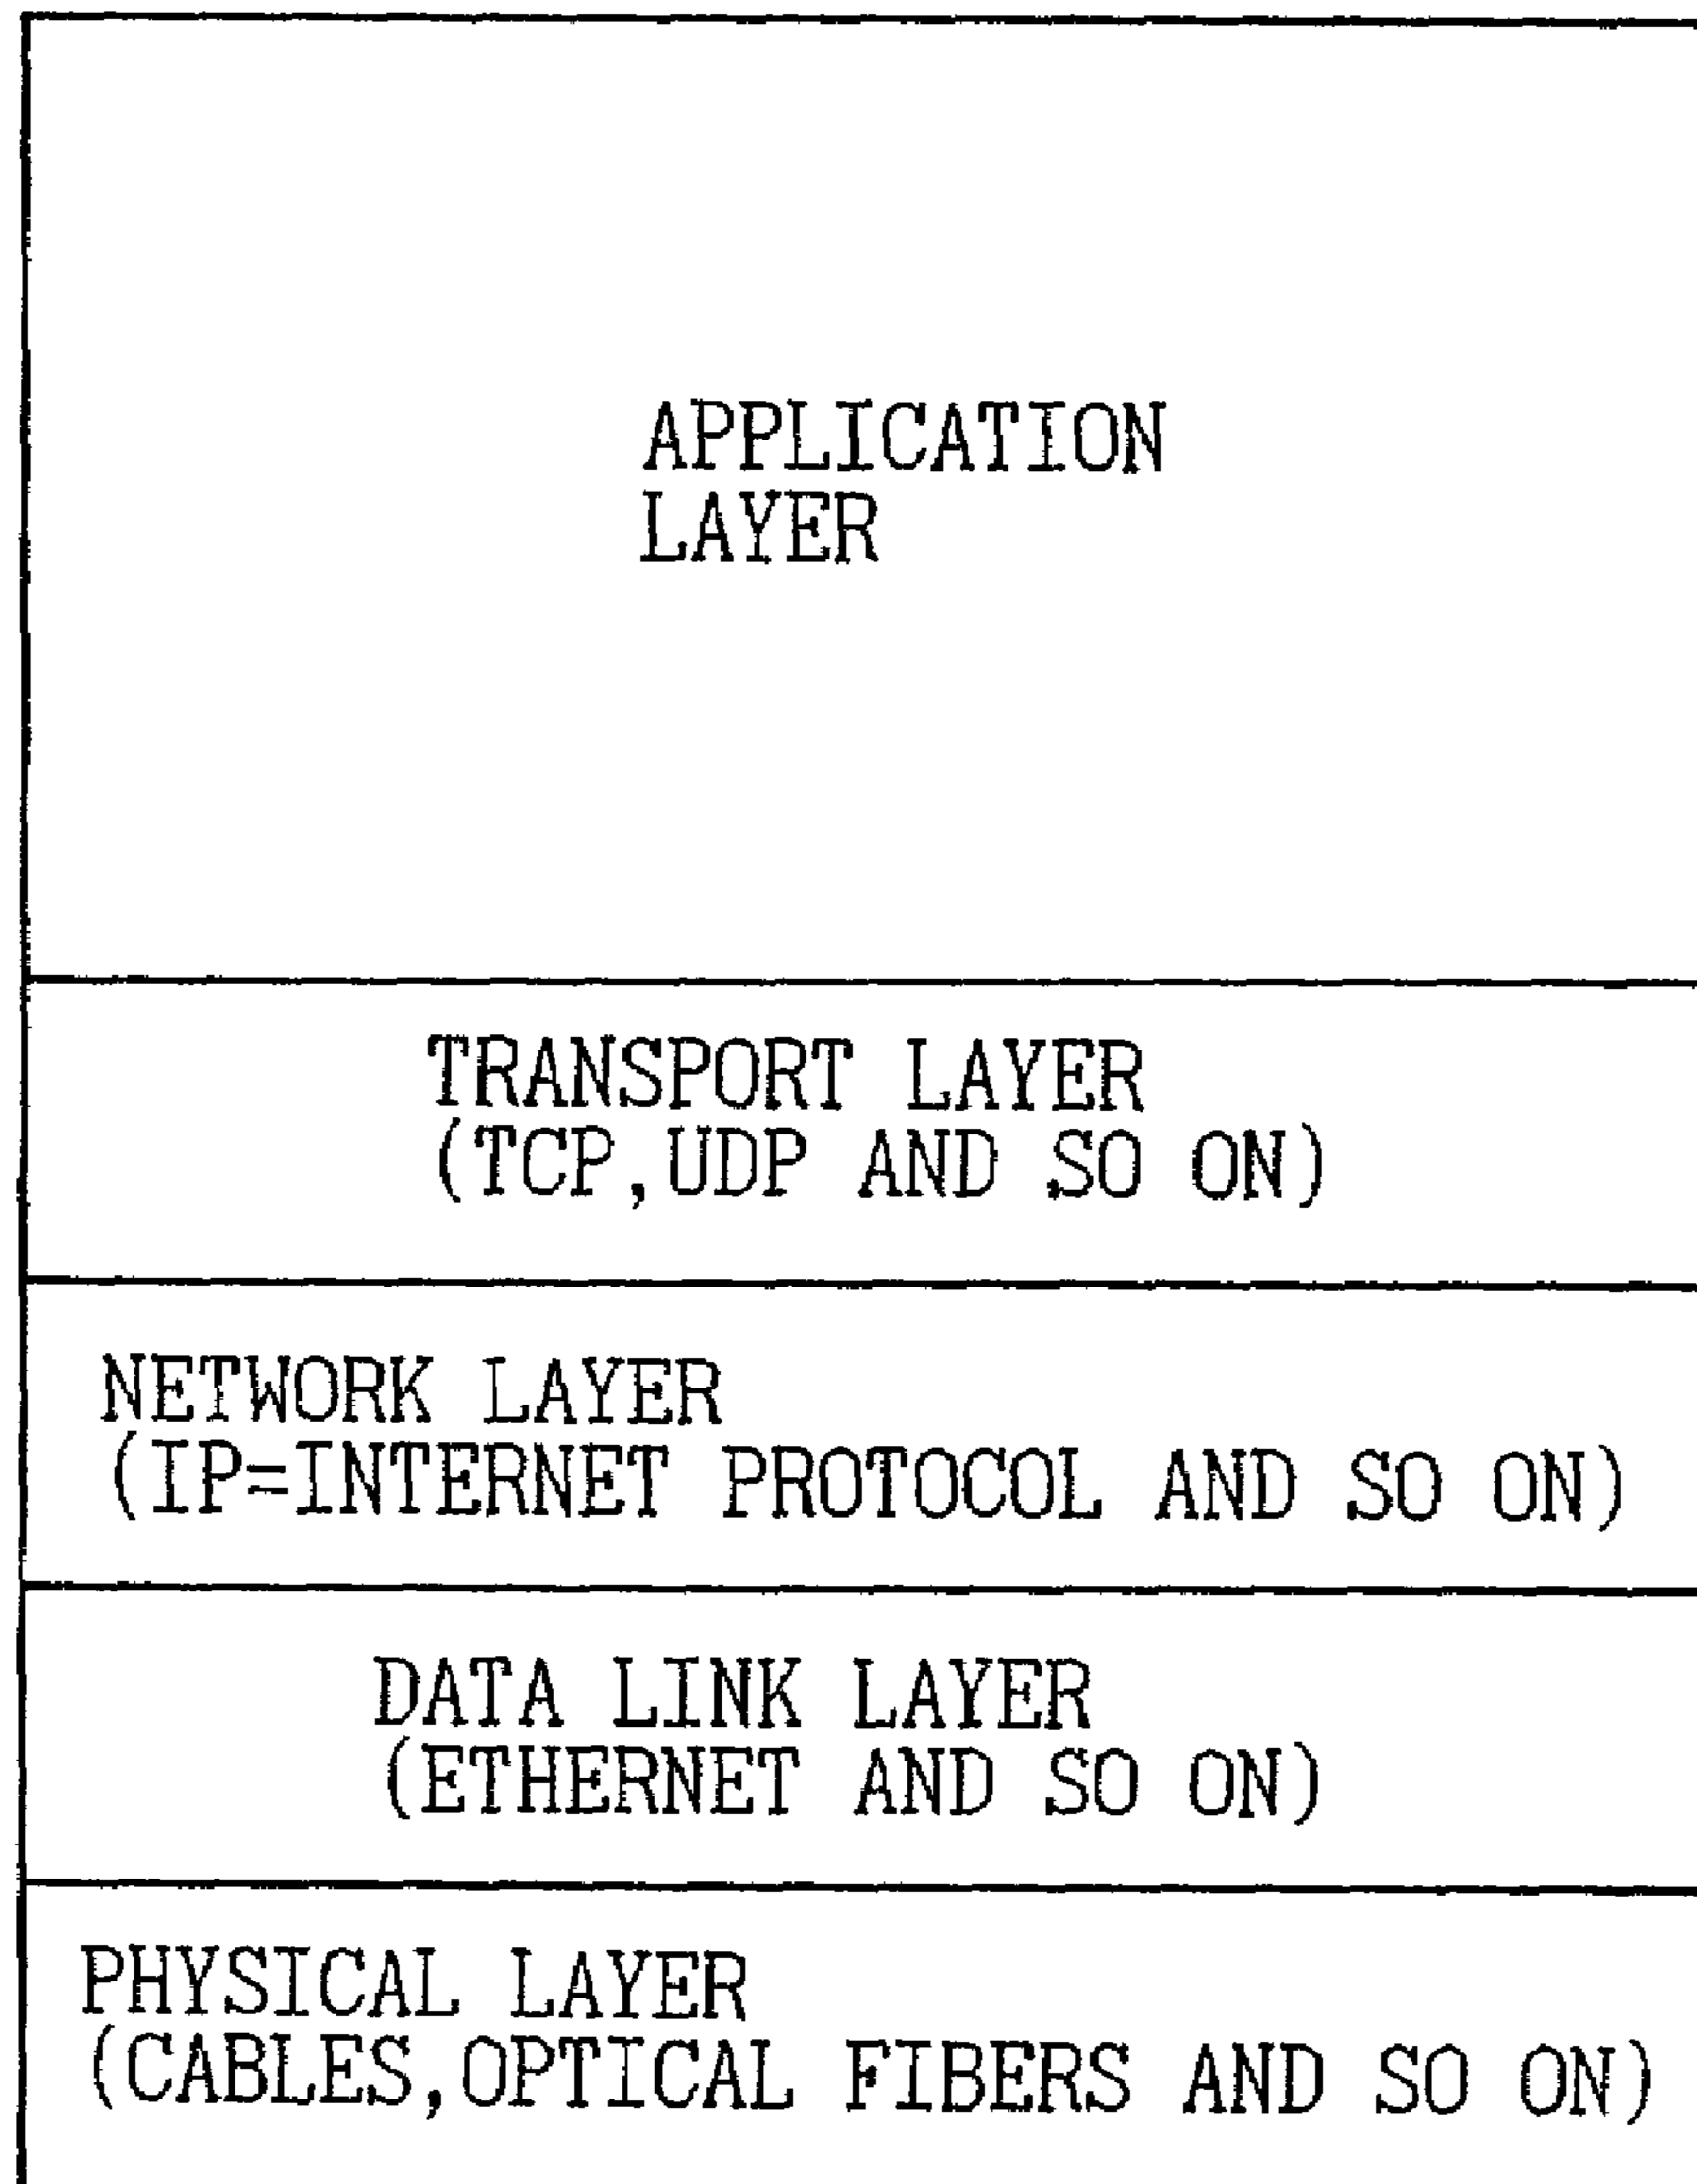 APPLICATION
LAYER
TRANSPORT LAYER
(TCP,UDP AND SO ON)
NETWORK LAYER
(IP=INTERNET PROTOCOL AND SO ON)
DATA LINK LAYER
(ETHERNET AND SO ON)
PHYSICAL LAYER
(CABLES,OPTICAL FIBERS AND SO ON)